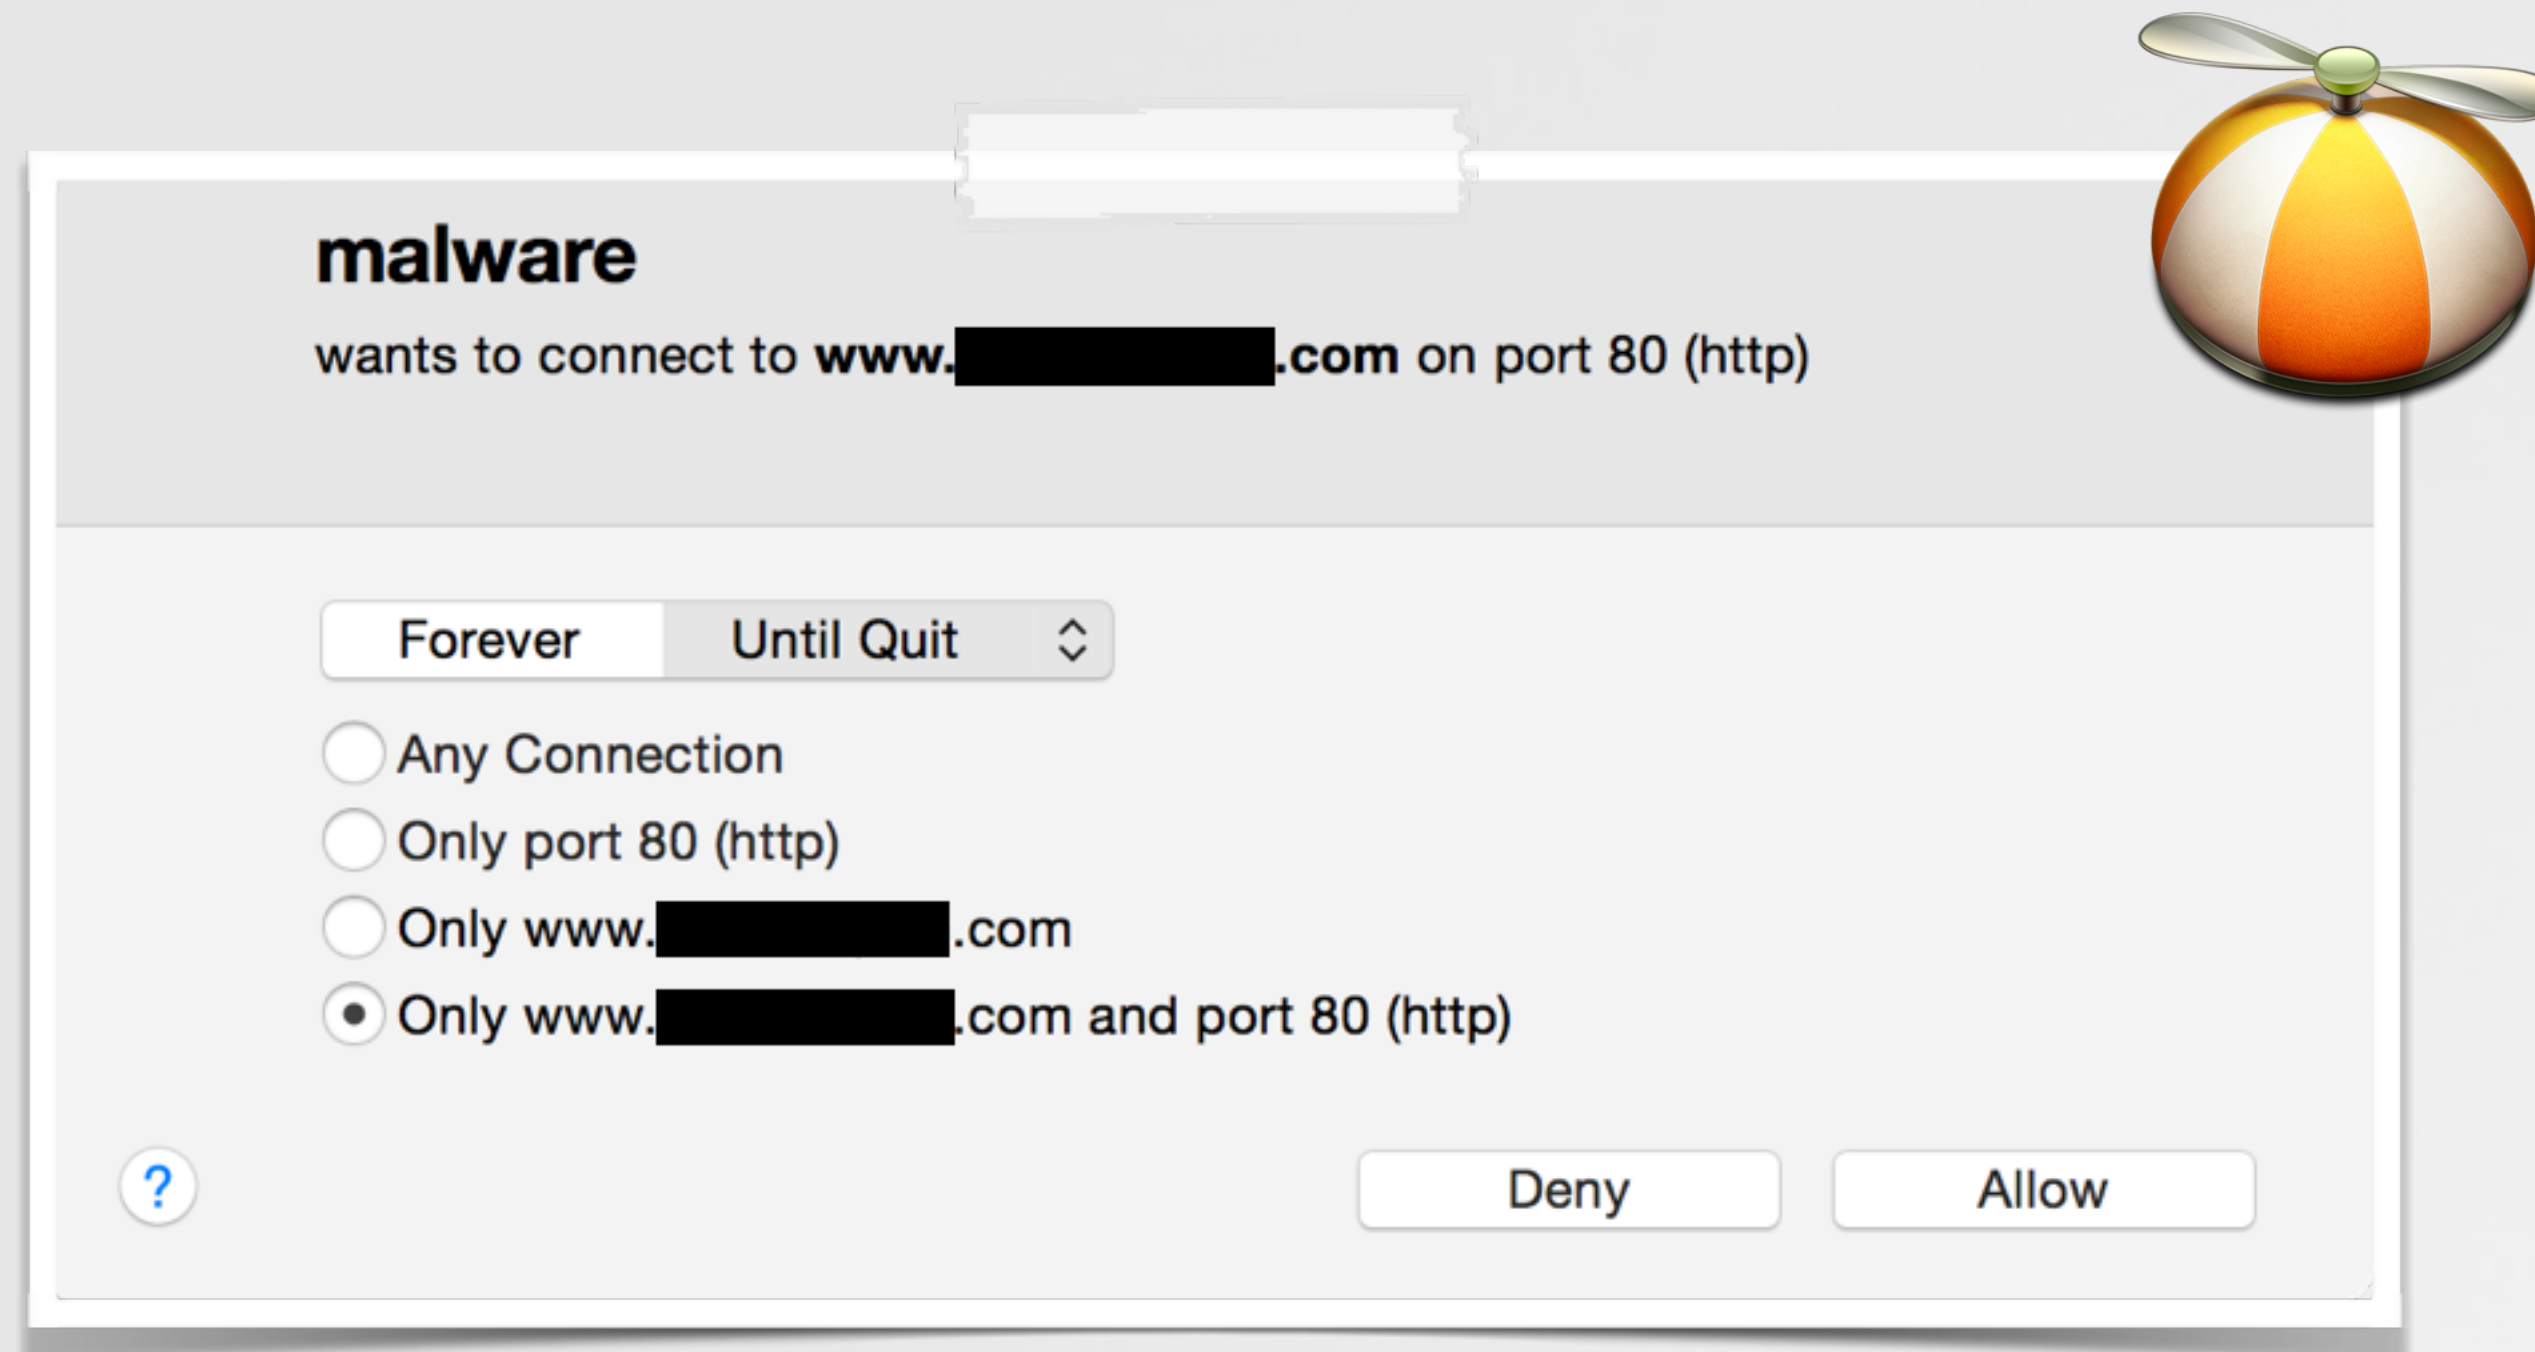 malware
wants to connect to www. .com on port 80 (http)
Forever Until Quit
Any Connection
Only port 80 (http)
Only www. .com
Only www. .com and port 80 (http)
? Deny Allow